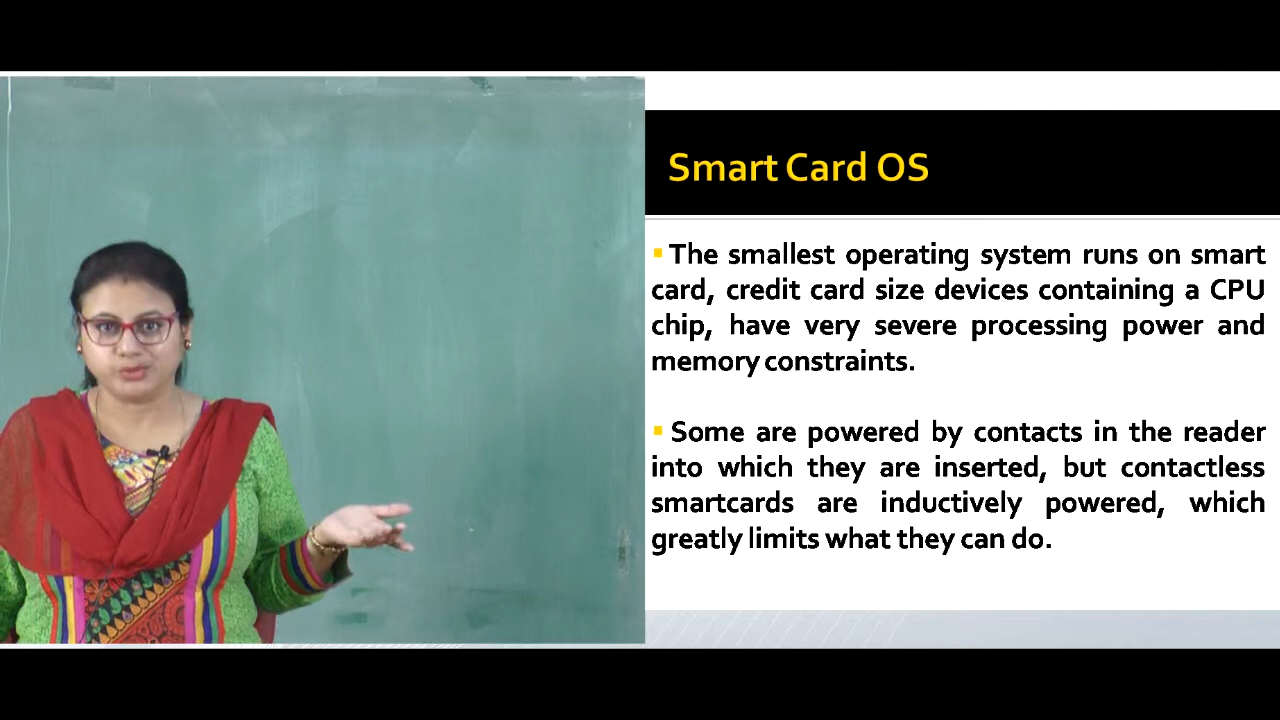 Smart Card OS
The smallest operating system runs on smart
card, credit card size devices containing a CPU
chip, have very severe processing power and
memory constraints.
Some are powered by contacts in the reader
into which they are inserted, but contactless
smartcards are inductively powered, which
greatly limits what they can do.